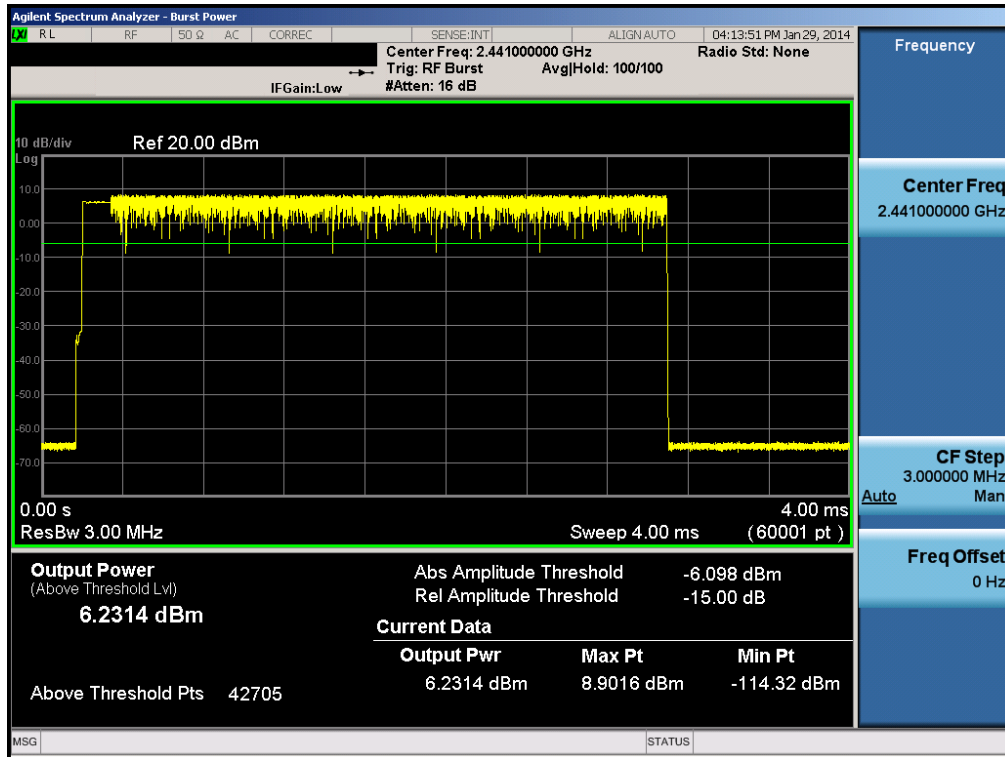 Agilent Spectrum Analyzer - Burst Power
LXI RL RF 50 Ω AC CORREC SENSE:INT ALIGN AUTO 04:13:51 PM Jan 29, 2014
Center Freq: 2.441000000 GHz Radio Std: None
Trig: RF Burst Avg|Hold: 100/100
IFGain:Low #Atten: 16 dB
Frequency
10 dB/div Ref 20.00 dBm
Log
10.0
0.00
-10.0
-20.0
-30.0
-40.0
-50.0
-60.0
-70.0
0.00 s 4.00 ms
ResBw 3.00 MHz Sweep 4.00 ms (60001 pt )
Center Freq
2.441000000 GHz
CF Step
3.000000 MHz
Auto Man
Freq Offset
0 Hz
Output Power
(Above Threshold Lvl)
6.2314 dBm
Above Threshold Pts 42705
Abs Amplitude Threshold -6.098 dBm
Rel Amplitude Threshold -15.00 dB
Current Data
Output Pwr Max Pt Min Pt
6.2314 dBm 8.9016 dBm -114.32 dBm
MSG STATUS